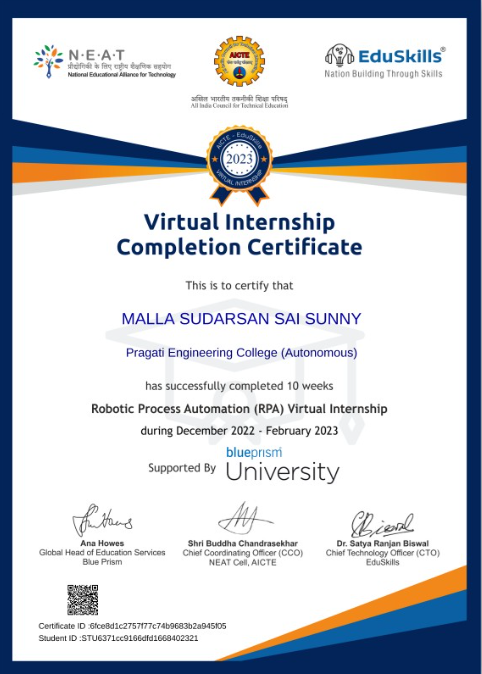 N·E·A·T
प्रौद्योगिकी के लिए राष्ट्रीय शैक्षणिक सहयोग
National Educational Alliance for Technology
AICTE
EduSkills®
Nation Building Through Skills
अखिल भारतीय तकनीकी शिक्षा परिषद्
All India Council for Technical Education
AICTE - EduSkills
2023
VIRTUAL INTERNSHIP
Virtual Internship
Completion Certificate
This is to certify that
MALLA SUDARSAN SAI SUNNY
Pragati Engineering College (Autonomous)
has successfully completed 10 weeks
Robotic Process Automation (RPA) Virtual Internship
during December 2022 - February 2023
Supported By
blueprism
University
Ana Howes
Global Head of Education Services
Blue Prism
Shri Buddha Chandrasekhar
Chief Coordinating Officer (CCO)
NEAT Cell, AICTE
Dr. Satya Ranjan Biswal
Chief Technology Officer (CTO)
EduSkills
Certificate ID :6fce8d1c2757f77c74b9683b2a945f05
Student ID :STU6371cc9166dfd1668402321